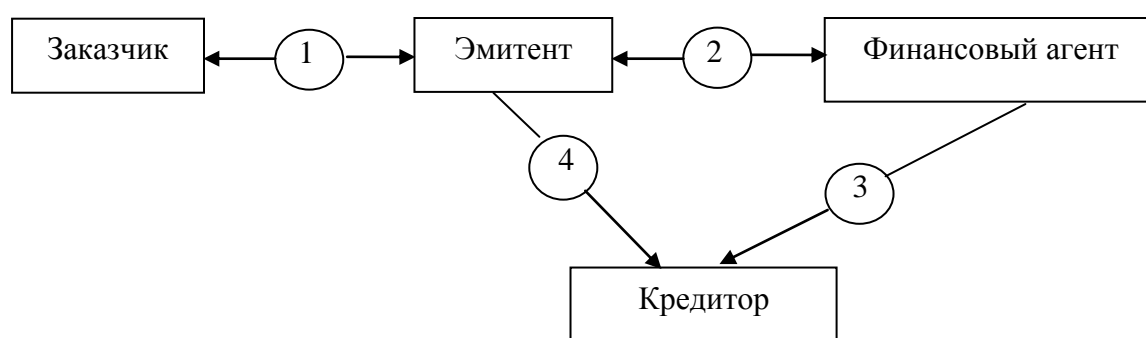 Заказчик
1
Эмитент
2
Финансовый агент
4
3
Кредитор